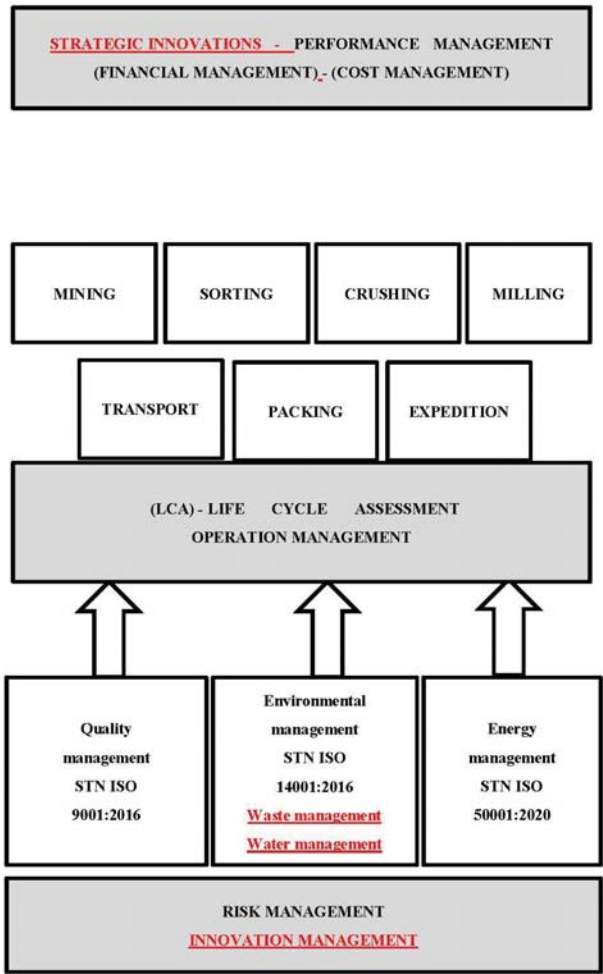 STRATEGIC INNOVATIONS - PERFORMANCE MANAGEMENT
(FINANCIAL MANAGEMENT) - (COST MANAGEMENT)
MINING
SORTING
CRUSHING
MILLING
TRANSPORT
PACKING
EXPEDITION
(LCA) - LIFE CYCLE ASSESSMENT
OPERATION MANAGEMENT
Quality
management
STN ISO
9001:2016
Environmental
management
STN ISO
14001:2016
Waste management
Water management
Energy
management
STN ISO
50001:2020
RISK MANAGEMENT
INNOVATION MANAGEMENT